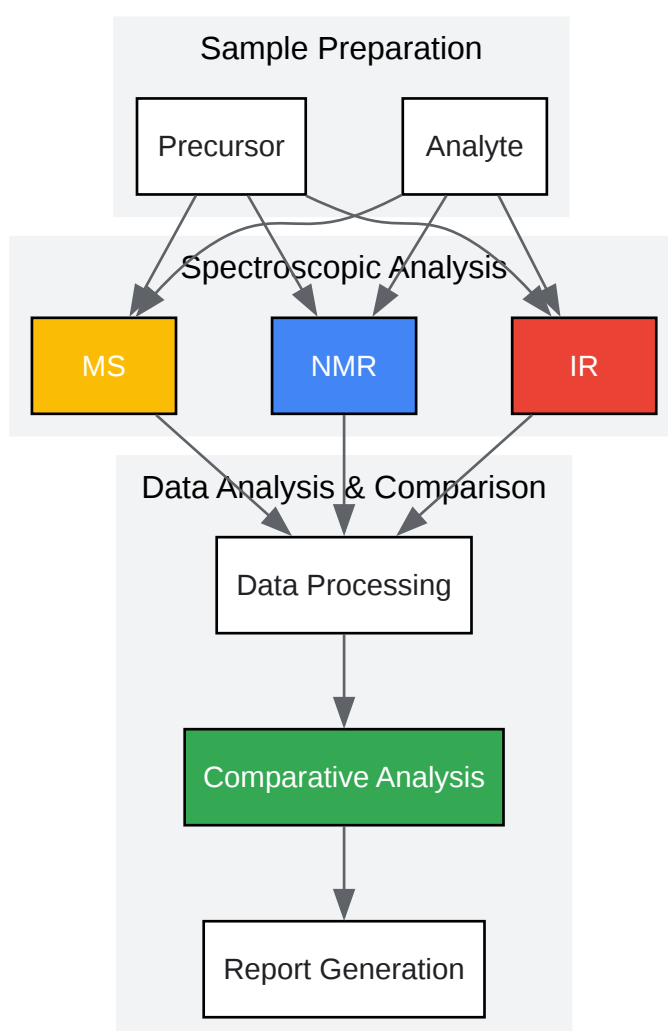 Sample Preparation
Precursor
Analyte
Spectroscopic Analysis
MS
NMR
IR
Data Analysis & Comparison
Data Processing
Comparative Analysis
Report Generation